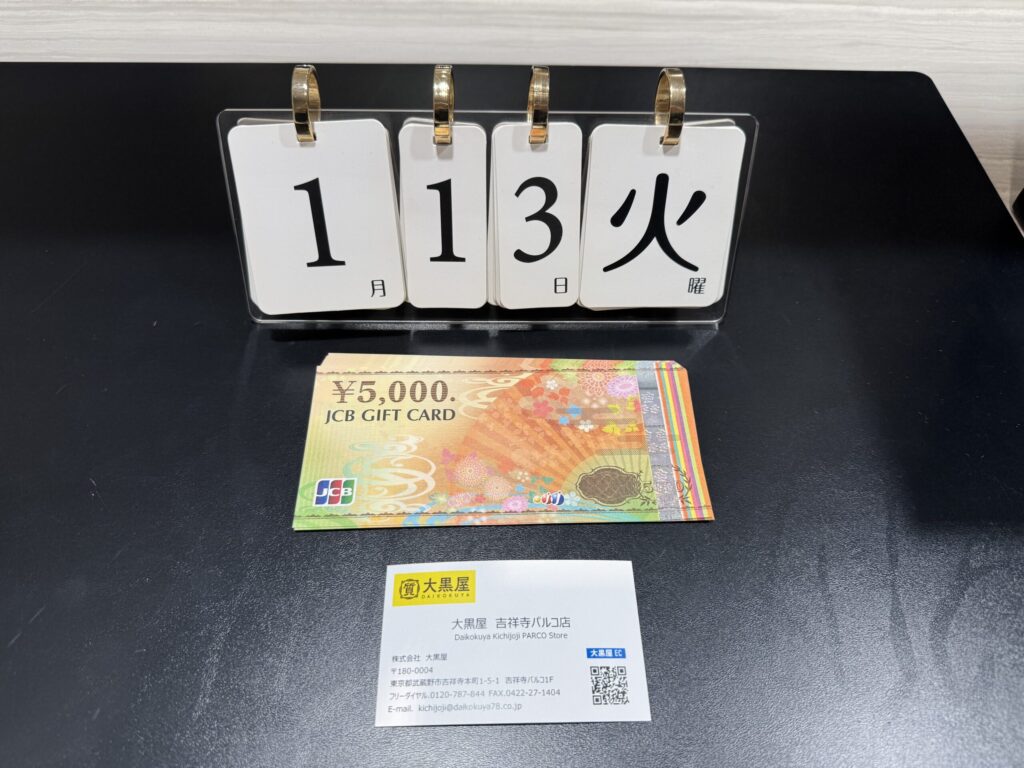 1月 13日 火曜
¥5,000.
JCB GIFT CARD
JCB
質 大黒屋
DAIKOKUYA
大黒屋 吉祥寺パルコ店
Daikokuya Kichijoji PARCO Store
大黒屋 EC
株式会社 大黒屋
〒180-0004
東京都武蔵野市吉祥寺本町1-5-1 吉祥寺パルコ1F
フリーダイヤル.0120-787-844 FAX.0422-27-1404
E-mail. kichijoji@daikokuya78.co.jp